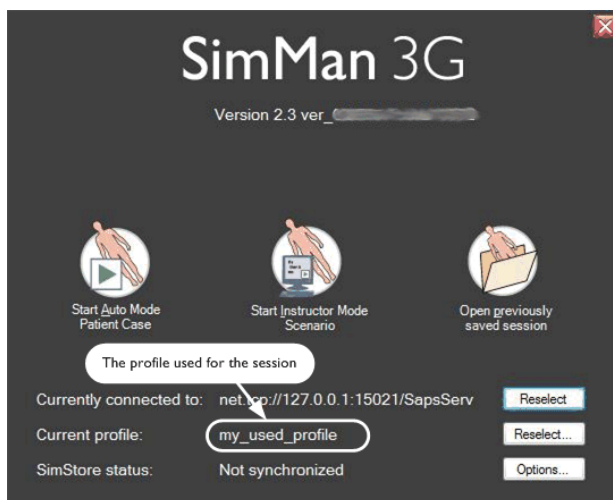 SimMan 3G
Version 2.3 ver_
Start Auto Mode
Patient Case
Start Instructor Mode
Scenario
Open previously
saved session
The profile used for the session
Currently connected to: net.tcp://127.0.0.1:15021/SapsServ Reselect
Current profile: my_used_profile Reselect...
SimStore status: Not synchronized Options...